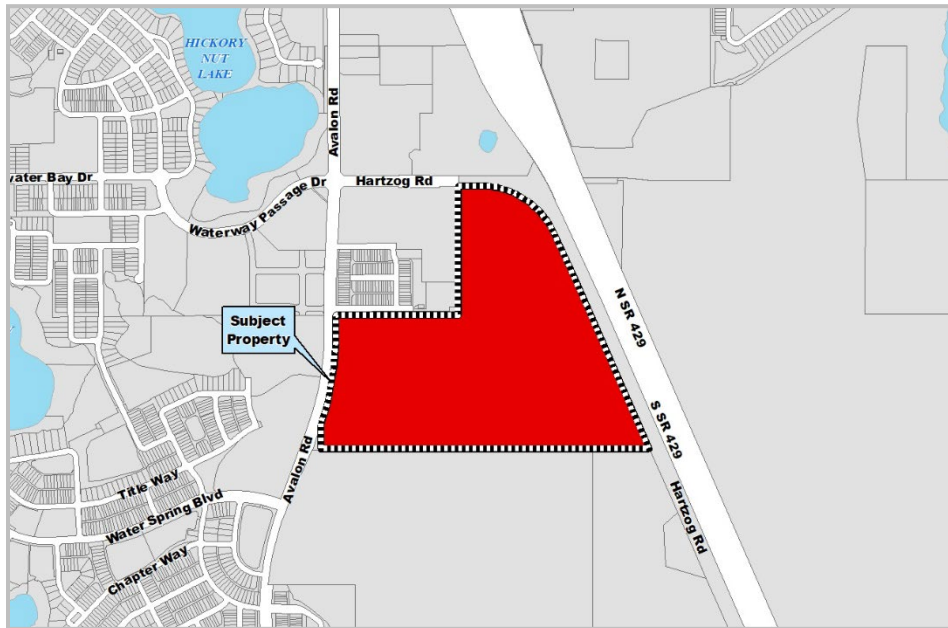 HICKORY
NUT
LAKE
Avalon Rd
water Bay Dr
Hartzog Rd
Waterway Passage Dr
Subject
Property
N SR 429
S SR 429
Avalon Rd
Title Way
Hartzog Rd
Water Spring Blvd
Chapter Way